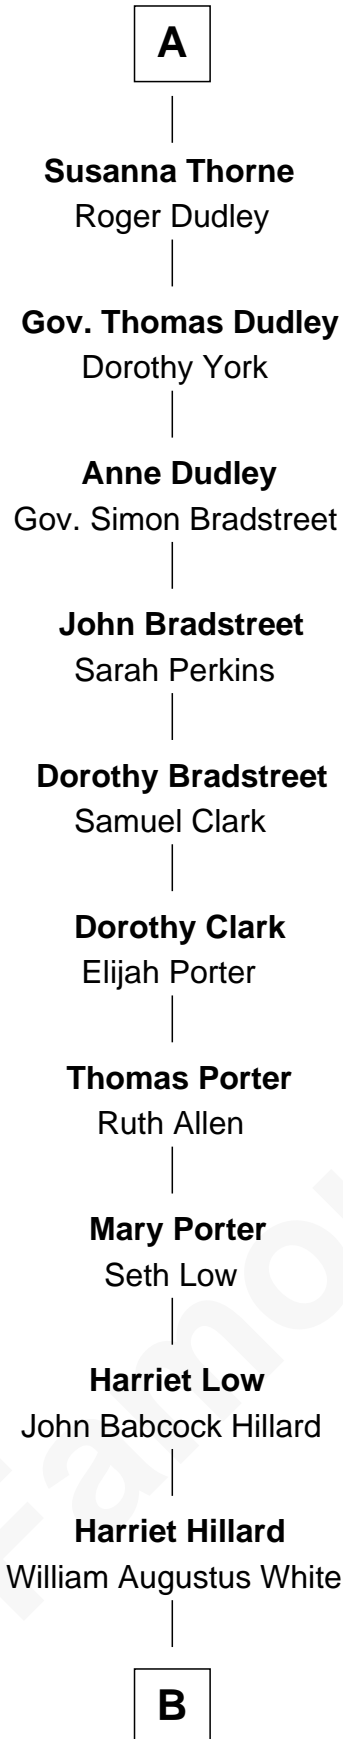 A
Susanna Thorne
Roger Dudley
Gov. Thomas Dudley
Dorothy York
Anne Dudley
Gov. Simon Bradstreet
John Bradstreet
Sarah Perkins
Dorothy Bradstreet
Samuel Clark
Dorothy Clark
Elijah Porter
Thomas Porter
Ruth Allen
Mary Porter
Seth Low
Harriet Low
John Babcock Hillard
Harriet Hillard
William Augustus White
B